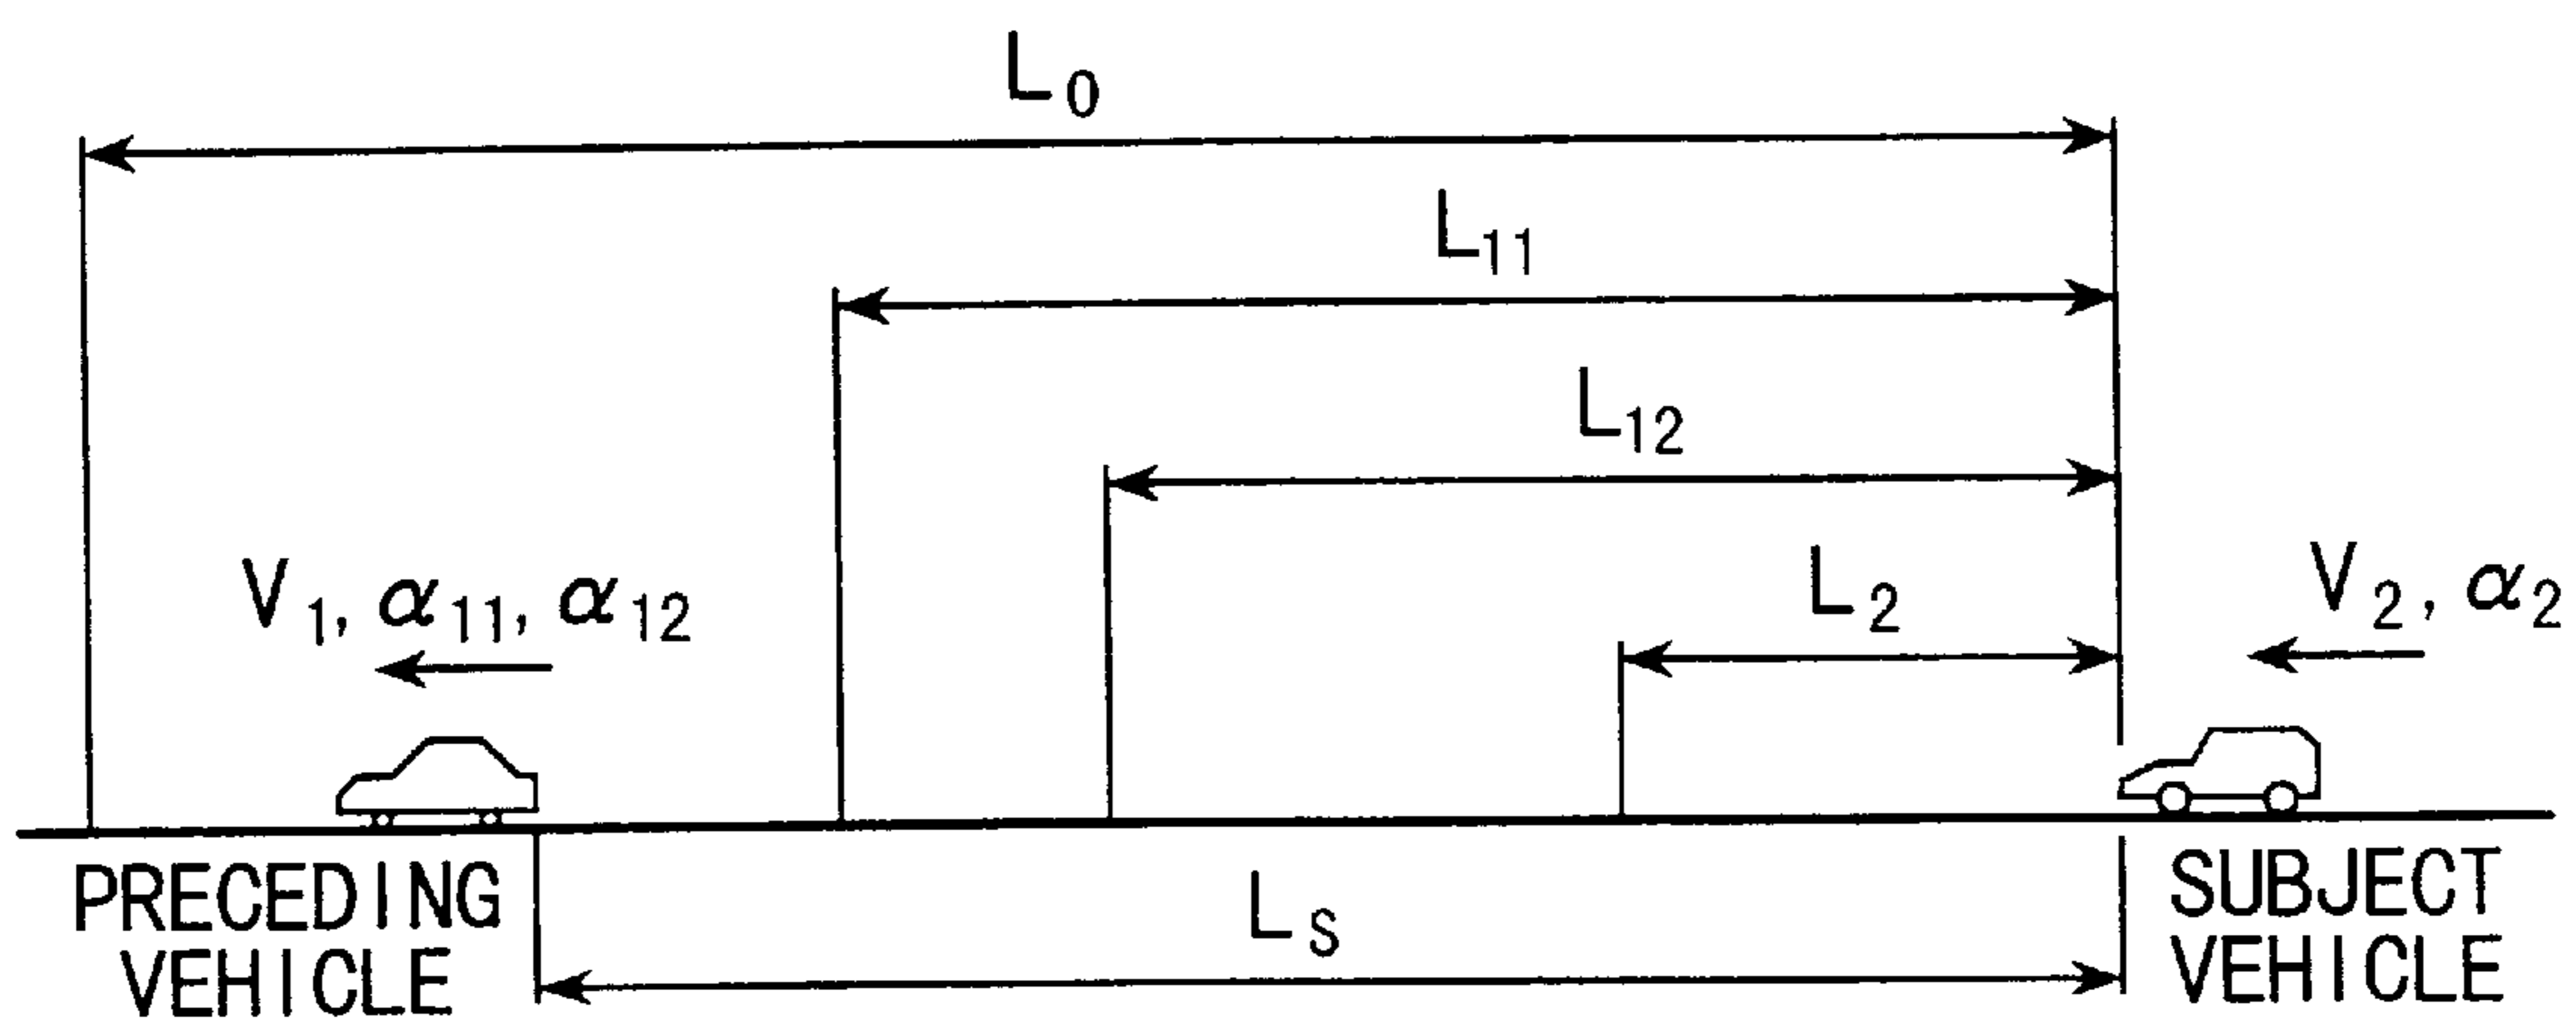 L0
L11
L12
L2
V1, α11, α12
V2, α2
PRECEDING
VEHICLE
LS
SUBJECT
VEHICLE